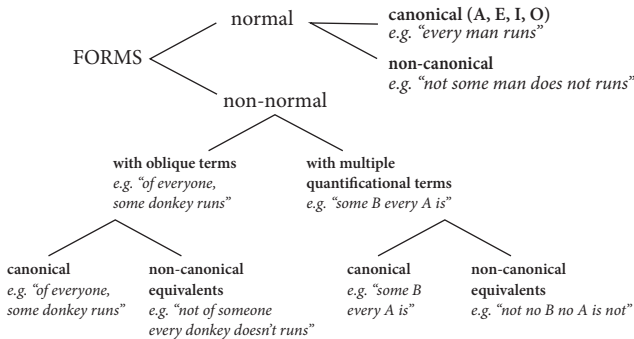 normal
canonical (A, E, I, O)
e.g. “every man runs”
FORMS
non-canonical
e.g. “not some man does not runs”
non-normal
with oblique terms
e.g. “of everyone,
some donkey runs”
with multiple
quantificational terms
e.g. “some B every A is”
canonical
e.g. “of everyone,
some donkey runs”
non-canonical
equivalents
e.g. “not of someone
every donkey doesn’t runs”
canonical
e.g. “some B
every A is”
non-canonical
equivalents
e.g. “not no B no A is not”